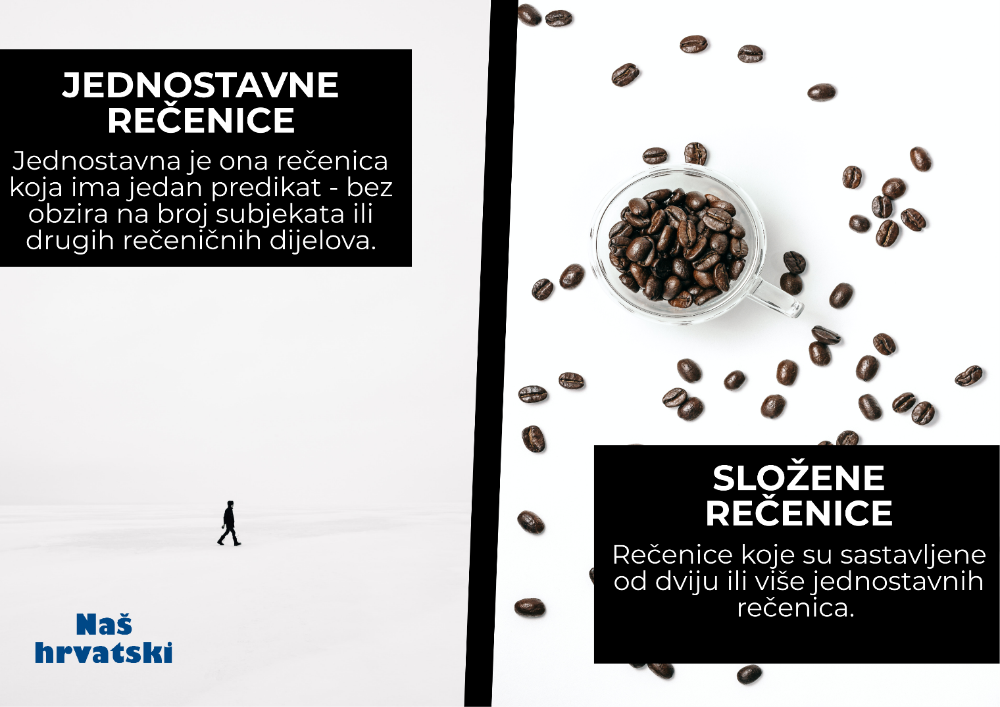 JEDNOSTAVNE
REČENICE
Jednostavna je ona rečenica
koja ima jedan predikat - bez
obzira na broj subjekata ili
drugih rečeničnih dijelova.
Naš
hrvatski
SLOŽENE
REČENICE
Rečenice koje su sastavljene
od dviju ili više jednostavnih
rečenica.